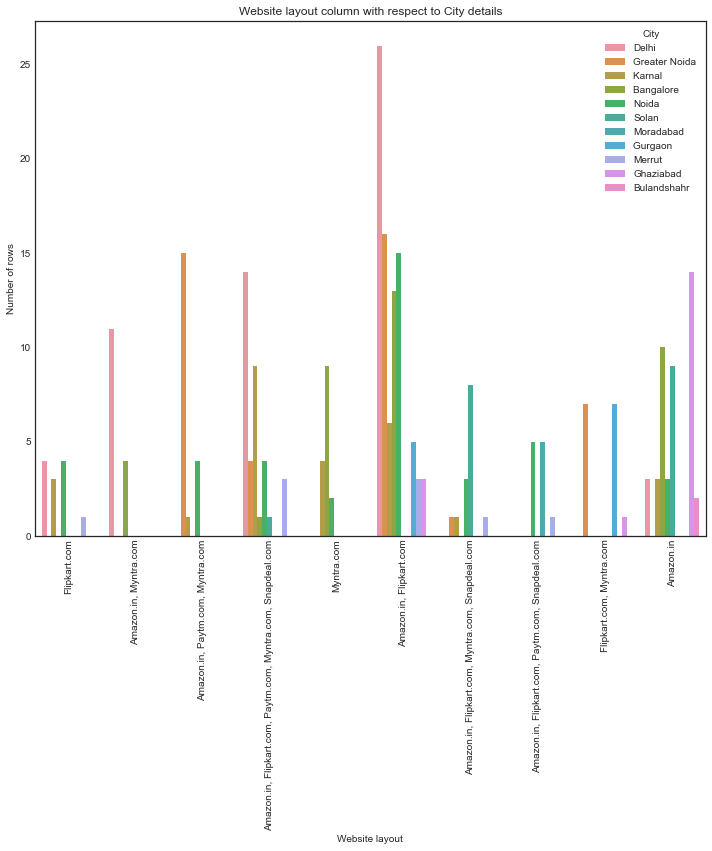 Website layout column with respect to City details
City
Delhi
Greater Noida
Karnal
Bangalore
Noida
Solan
Moradabad
Gurgaon
Merrut
Ghaziabad
Bulandshahr
25
20
15
10
5
0
Number of rows
Flipkart.com
Amazon.in, Myntra.com
Amazon.in, Paytm.com, Myntra.com
Amazon.in, Flipkart.com, Paytm.com, Myntra.com, Snapdeal.com
Myntra.com
Amazon.in, Flipkart.com
Amazon.in, Flipkart.com, Myntra.com, Snapdeal.com
Amazon.in, Flipkart.com, Paytm.com, Snapdeal.com
Flipkart.com, Myntra.com
Amazon.in
Website layout